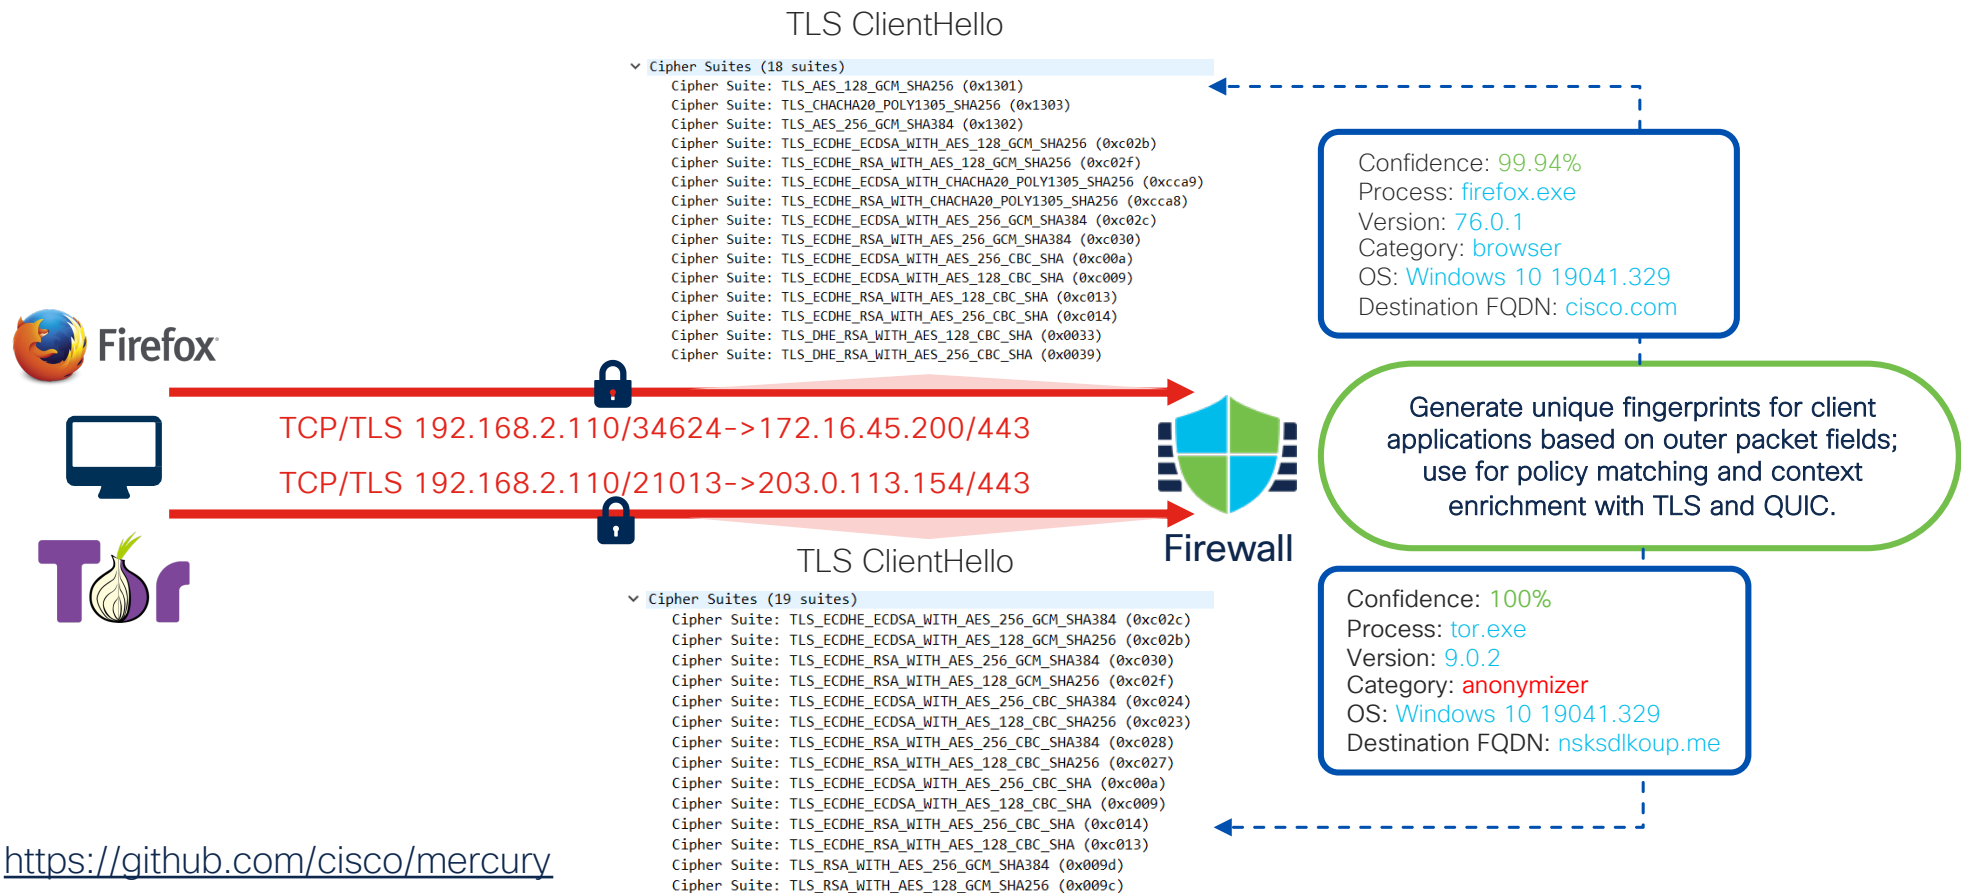 TLS ClientHello
Cipher Suites (18 suites)
Cipher Suite: TLS_AES_128_GCM_SHA256 (0x1301)
Cipher Suite: TLS_CHACHA20_POLY1305_SHA256 (0x1303)
Cipher Suite: TLS_AES_256_GCM_SHA384 (0x1302)
Cipher Suite: TLS_ECDHE_ECDSA_WITH_AES_128_GCM_SHA256 (0xc02b)
Cipher Suite: TLS_ECDHE_RSA_WITH_AES_128_GCM_SHA256 (0xc02f)
Cipher Suite: TLS_ECDHE_ECDSA_WITH_CHACHA20_POLY1305_SHA256 (0xcca9)
Cipher Suite: TLS_ECDHE_RSA_WITH_CHACHA20_POLY1305_SHA256 (0xcca8)
Cipher Suite: TLS_ECDHE_ECDSA_WITH_AES_256_GCM_SHA384 (0xc02c)
Cipher Suite: TLS_ECDHE_RSA_WITH_AES_256_GCM_SHA384 (0xc030)
Cipher Suite: TLS_ECDHE_ECDSA_WITH_AES_256_CBC_SHA (0xc00a)
Cipher Suite: TLS_ECDHE_ECDSA_WITH_AES_128_CBC_SHA (0xc009)
Cipher Suite: TLS_ECDHE_RSA_WITH_AES_128_CBC_SHA (0xc013)
Cipher Suite: TLS_ECDHE_RSA_WITH_AES_256_CBC_SHA (0xc014)
Cipher Suite: TLS_DHE_RSA_WITH_AES_128_CBC_SHA (0x0033)
Cipher Suite: TLS_DHE_RSA_WITH_AES_256_CBC_SHA (0x0039)
Confidence: 99.94%
Process: firefox.exe
Version: 76.0.1
Category: browser
OS: Windows 10 19041.329
Destination FQDN: cisco.com
Firefox
TCP/TLS 192.168.2.110/34624->172.16.45.200/443
TCP/TLS 192.168.2.110/21013->203.0.113.154/443
Firewall
Generate unique fingerprints for client
applications based on outer packet fields;
use for policy matching and context
enrichment with TLS and QUIC.
Tor
TLS ClientHello
Cipher Suites (19 suites)
Cipher Suite: TLS_ECDHE_ECDSA_WITH_AES_256_GCM_SHA384 (0xc02c)
Cipher Suite: TLS_ECDHE_ECDSA_WITH_AES_128_GCM_SHA256 (0xc02b)
Cipher Suite: TLS_ECDHE_RSA_WITH_AES_256_GCM_SHA384 (0xc030)
Cipher Suite: TLS_ECDHE_RSA_WITH_AES_128_GCM_SHA256 (0xc02f)
Cipher Suite: TLS_ECDHE_ECDSA_WITH_AES_256_CBC_SHA384 (0xc024)
Cipher Suite: TLS_ECDHE_ECDSA_WITH_AES_128_CBC_SHA256 (0xc023)
Cipher Suite: TLS_ECDHE_RSA_WITH_AES_256_CBC_SHA384 (0xc028)
Cipher Suite: TLS_ECDHE_RSA_WITH_AES_128_CBC_SHA256 (0xc027)
Cipher Suite: TLS_ECDHE_ECDSA_WITH_AES_256_CBC_SHA (0xc00a)
Cipher Suite: TLS_ECDHE_ECDSA_WITH_AES_128_CBC_SHA (0xc009)
Cipher Suite: TLS_ECDHE_RSA_WITH_AES_256_CBC_SHA (0xc014)
Cipher Suite: TLS_ECDHE_RSA_WITH_AES_128_CBC_SHA (0xc013)
Cipher Suite: TLS_RSA_WITH_AES_256_GCM_SHA384 (0x009d)
Cipher Suite: TLS_RSA_WITH_AES_128_GCM_SHA256 (0x009c)
Confidence: 100%
Process: tor.exe
Version: 9.0.2
Category: anonymizer
OS: Windows 10 19041.329
Destination FQDN: nsksdlkoup.me
https://github.com/cisco/mercury